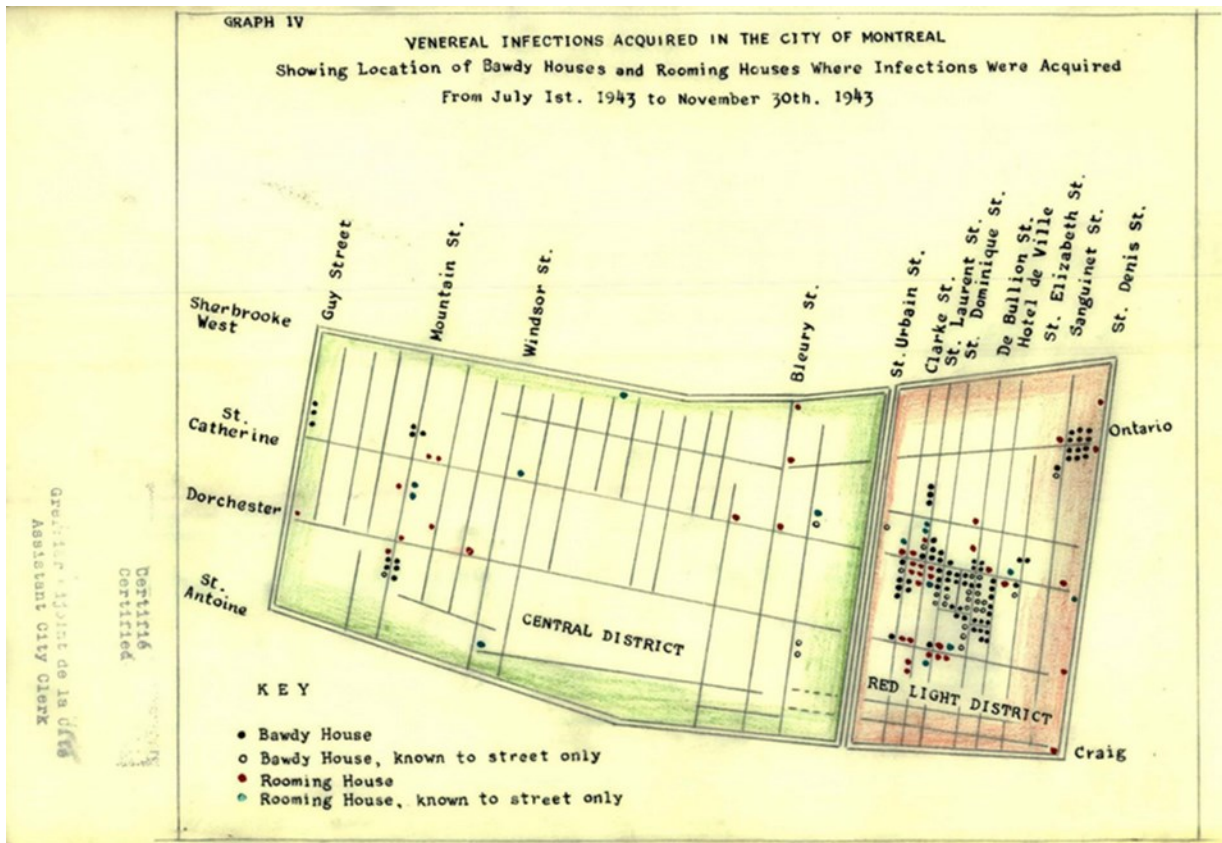 GRAPH IV
VENEREAL INFECTIONS ACQUIRED IN THE CITY OF MONTREAL
Showing Location of Bawdy Houses and Rooming Houses Where Infections Were Acquired
From July 1st. 1943 to November 30th. 1943
Sherbrooke
West
Guy Street
Mountain St.
Windsor St.
Bleury St.
St. Urbain St.
Clarke St.
St. Laurent St.
St. Dominique St.
De Bullion St.
Hotel de Ville
St. Elizabeth St.
Sanguinet St.
St. Denis St.
St.
Catherine
Ontario
Dorchester
St.
Antoine
CENTRAL DISTRICT
RED LIGHT DISTRICT
Craig
KEY
Bawdy House
Bawdy House, known to street only
Rooming House
Rooming House, known to street only
Certifié
Certified
de la
Assistant City Clerk